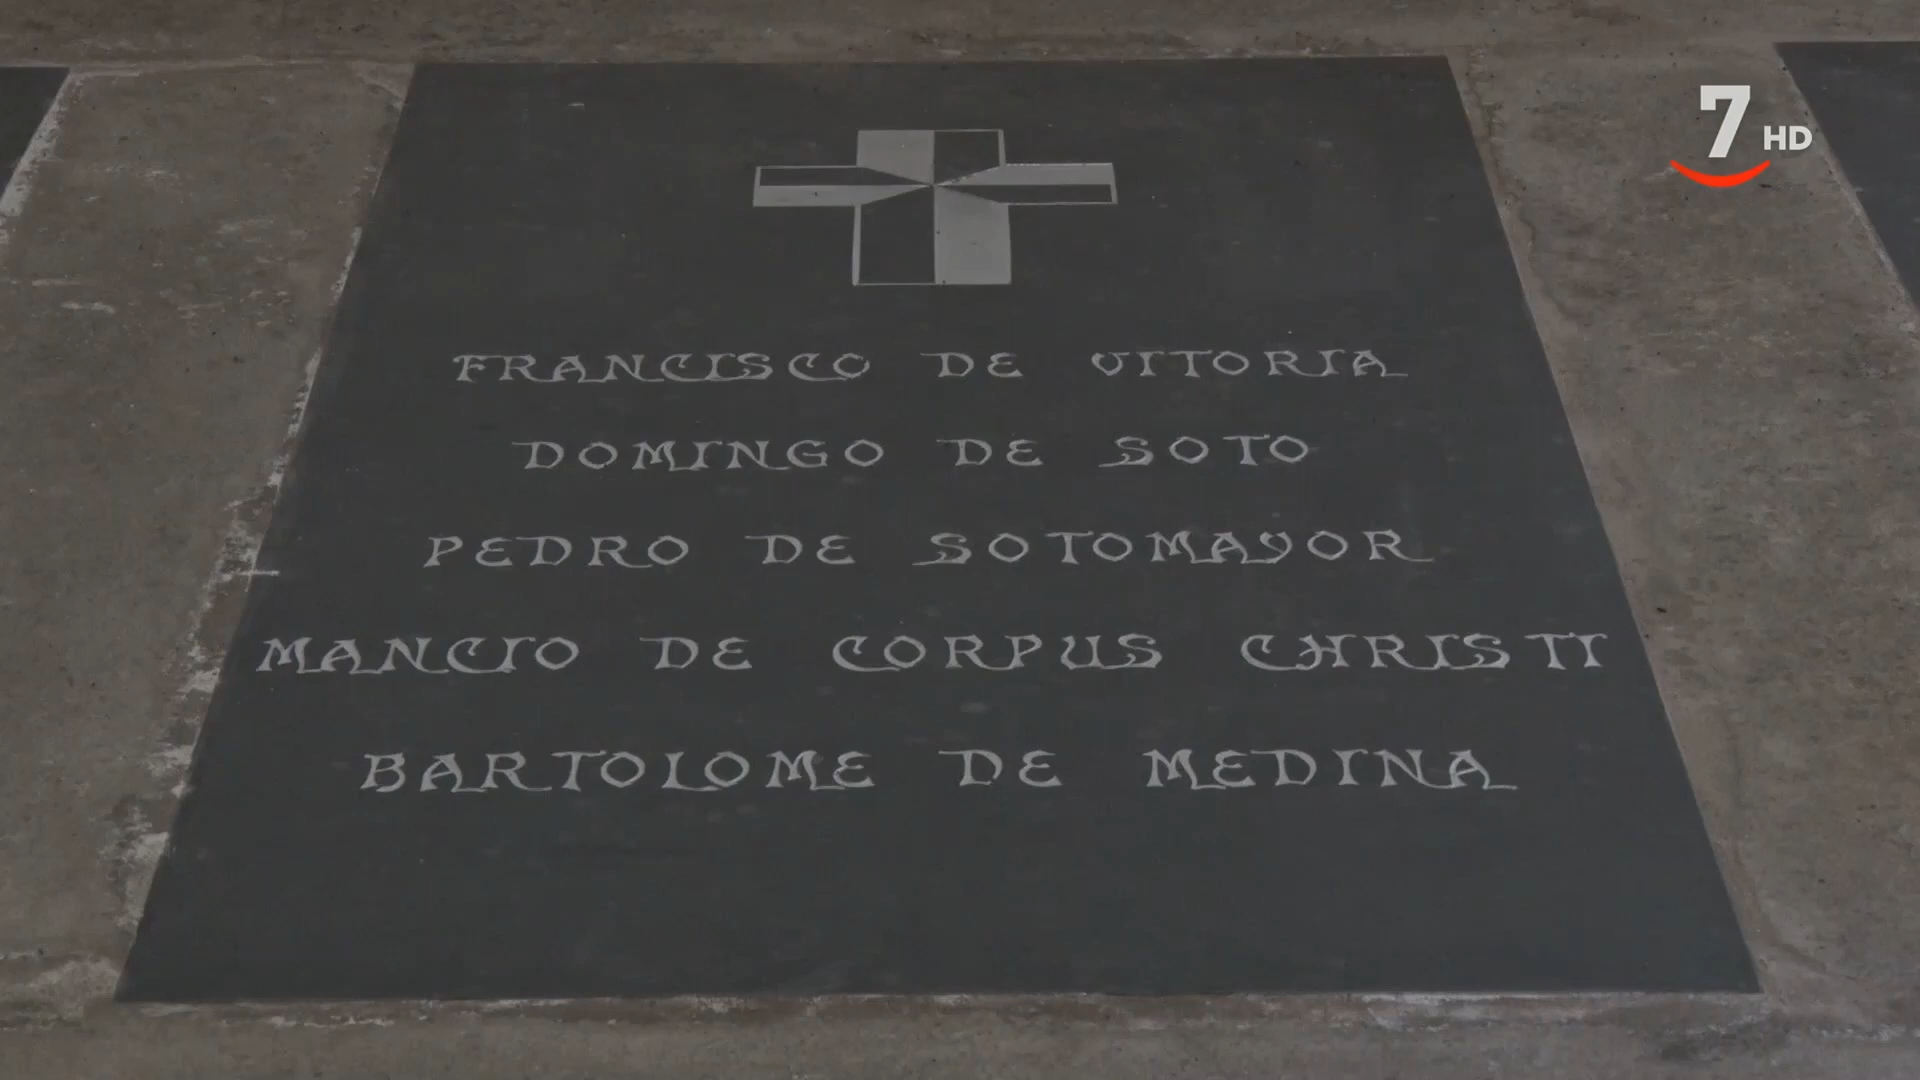 7 HD
FRANCISCO DE VITORIA
DOMINGO DE SOTO
PEDRO DE SOTOMAYOR
MANCIO DE CORPUS CHRISTI
BARTOLOME DE MEDINA